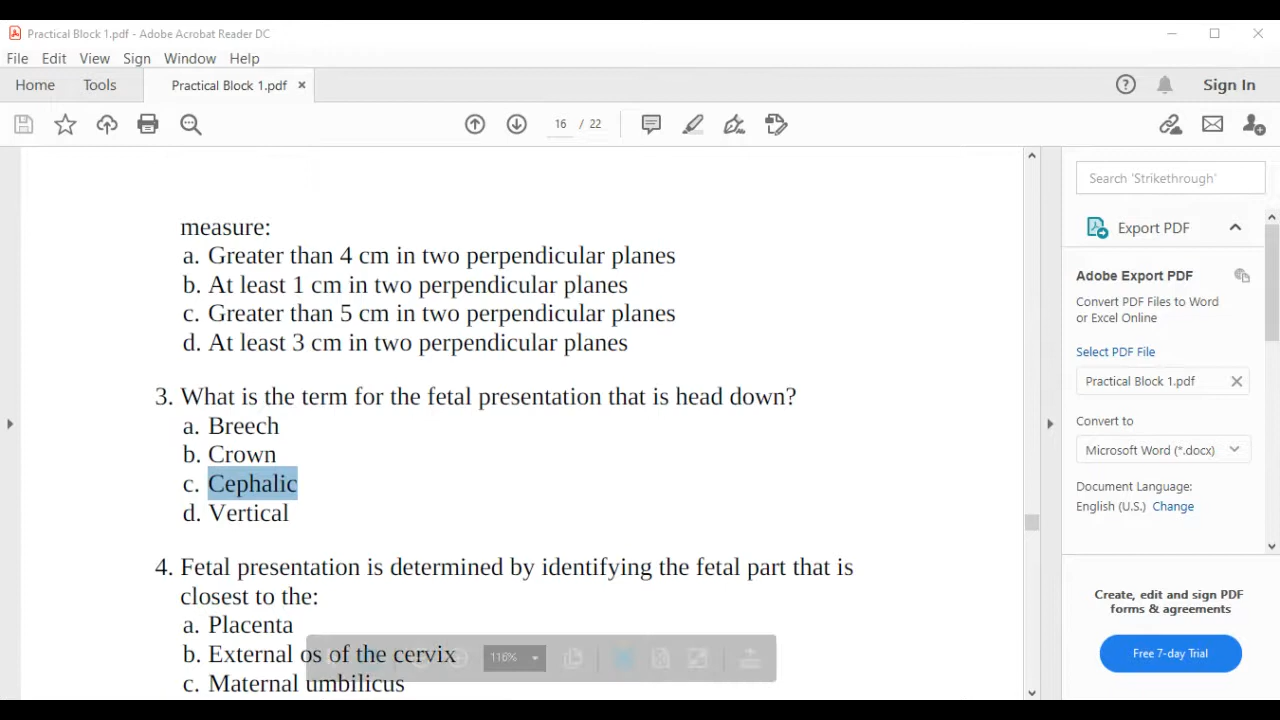 Practical Block 1.pdf - Adobe Acrobat Reader DC
File Edit View Sign Window Help
Home Tools Practical Block 1.pdf × Sign In
16 / 22
measure:
a. Greater than 4 cm in two perpendicular planes
b. At least 1 cm in two perpendicular planes
c. Greater than 5 cm in two perpendicular planes
d. At least 3 cm in two perpendicular planes
3. What is the term for the fetal presentation that is head down?
a. Breech
b. Crown
c. Cephalic
d. Vertical
4. Fetal presentation is determined by identifying the fetal part that is
closest to the:
a. Placenta
b. External os of the cervix
c. Maternal umbilicus
116%
Search 'Strikethrough'
Export PDF
Adobe Export PDF
Convert PDF Files to Word
or Excel Online
Select PDF File
Practical Block 1.pdf
Convert to
Microsoft Word (*.docx)
Document Language:
English (U.S.) Change
Create, edit and sign PDF
forms & agreements
Free 7-day Trial